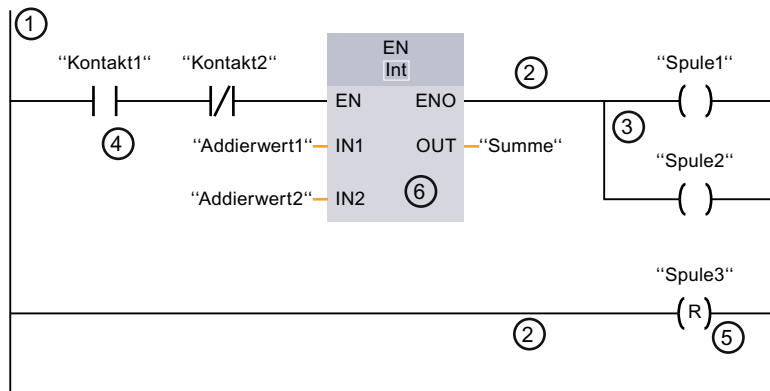 1
"Kontakt1" "Kontakt2" EN Int 2 "Spule1"
EN ENO
4 3
"Addierwert1" IN1 OUT "Summe"
"Spule2"
"Addierwert2" IN2 6
"Spule3"
R
2 5